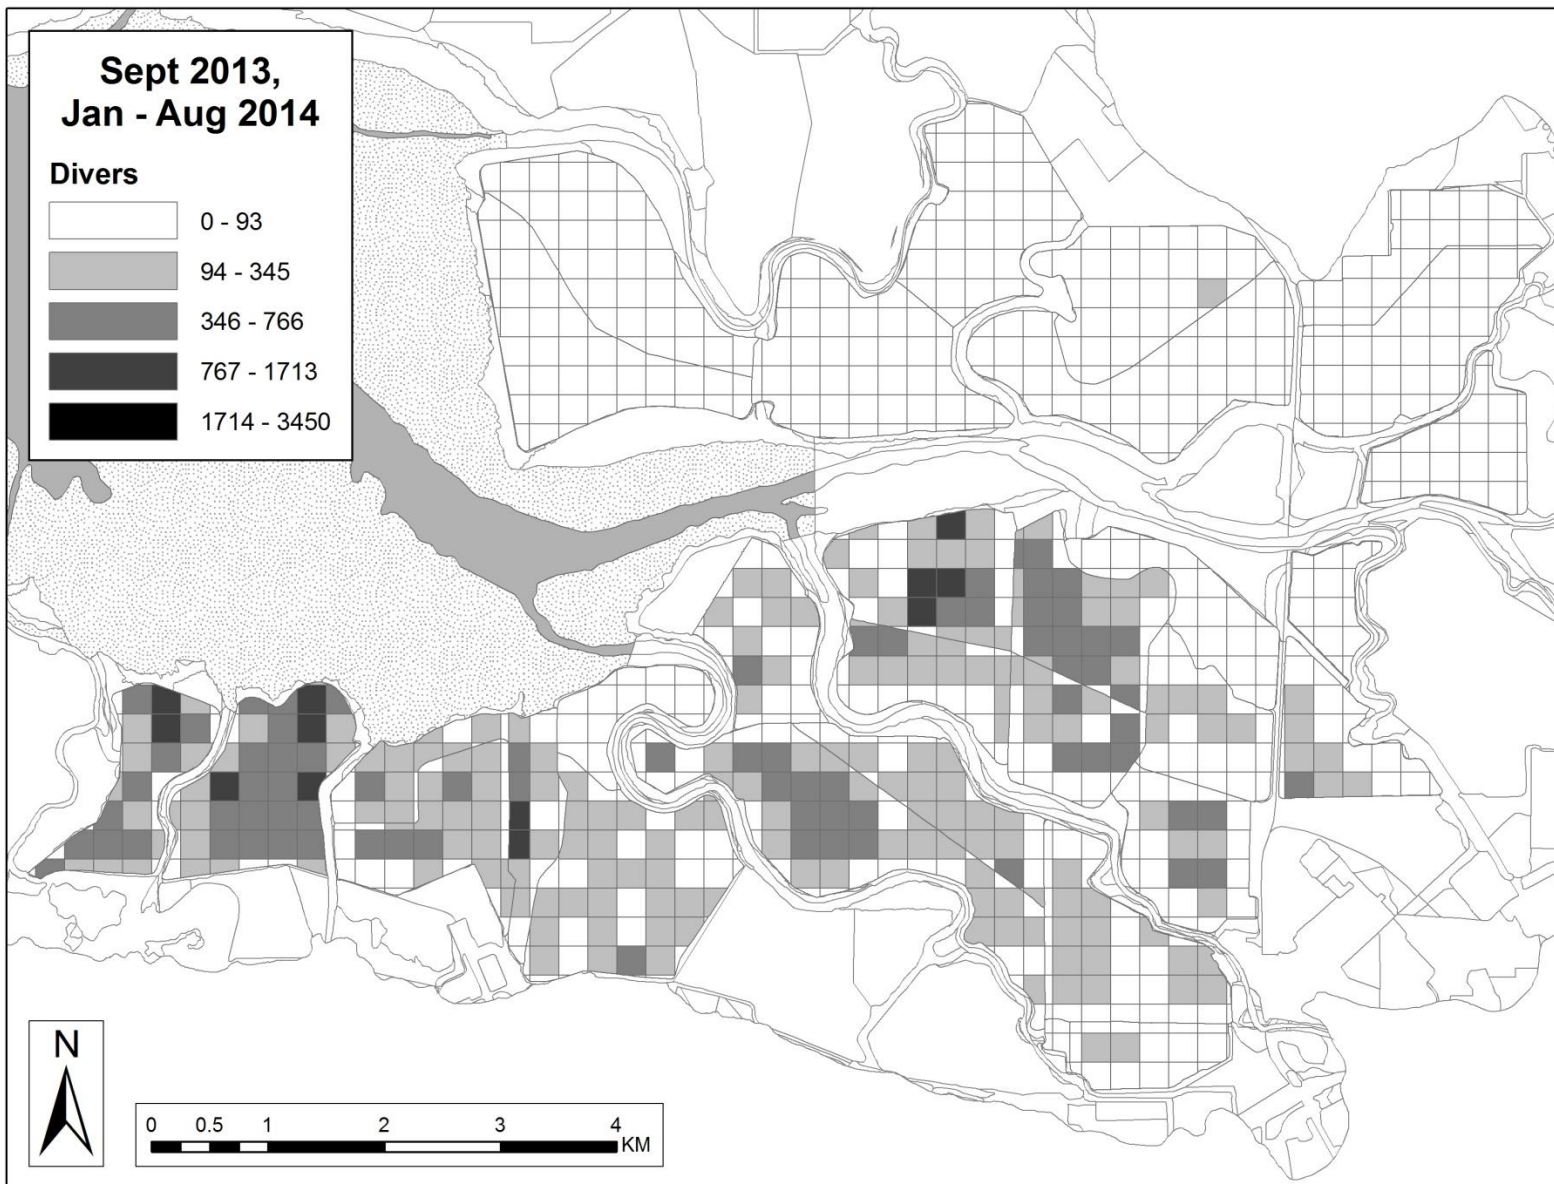 Sept 2013,
Jan - Aug 2014
Divers
0 - 93
94 - 345
346 - 766
767 - 1713
1714 - 3450
N
0 0.5 1 2 3 4
KM